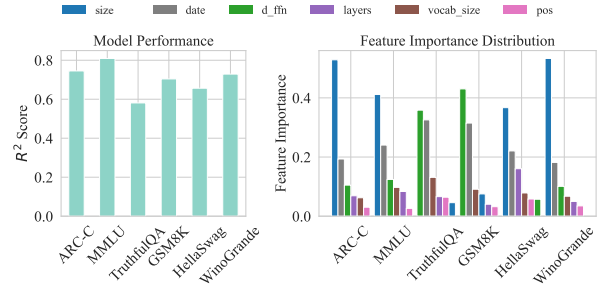 size date d_ffn layers vocab_size pos
Model Performance
R² Score
0.8
0.6
0.4
0.2
0.0
ARC-C
MMLU
TruthfulQA
GSM8K
HellaSwag
WinoGrande
Feature Importance Distribution
Feature Importance
0.4
0.2
0.0
ARC-C
MMLU
TruthfulQA
GSM8K
HellaSwag
WinoGrande